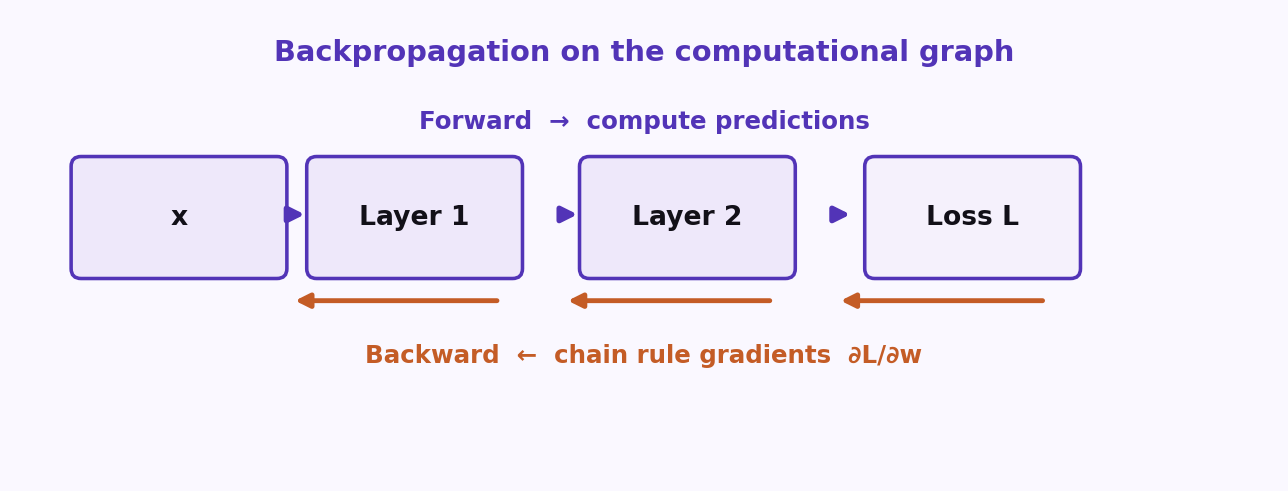 Backpropagation on the computational graph
Forward → compute predictions
x
Layer 1
Layer 2
Loss L
Backward ← chain rule gradients ∂L/∂w